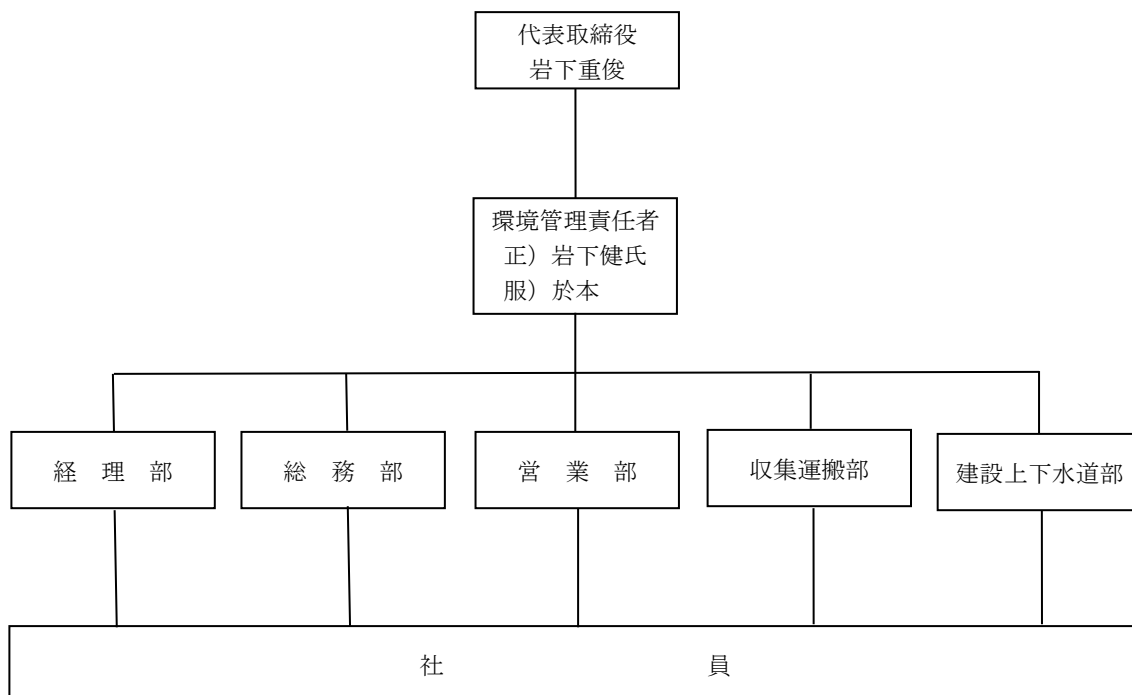 代表取締役
岩下重俊
環境管理責任者
正）岩下健氏
服）於本
経　理　部
総　務　部
営　業　部
収集運搬部
建設上下水道部
社　　　　　員